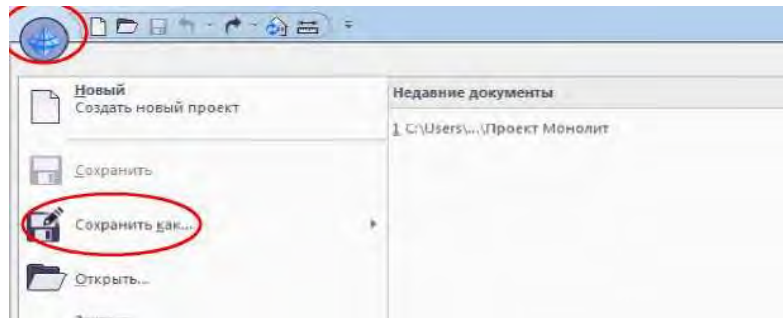 Новый
Создать новый проект
Сохранить
Сохранить как...
Открыть...
Недавние документы
1 C:\Users\...\Проект Монолит